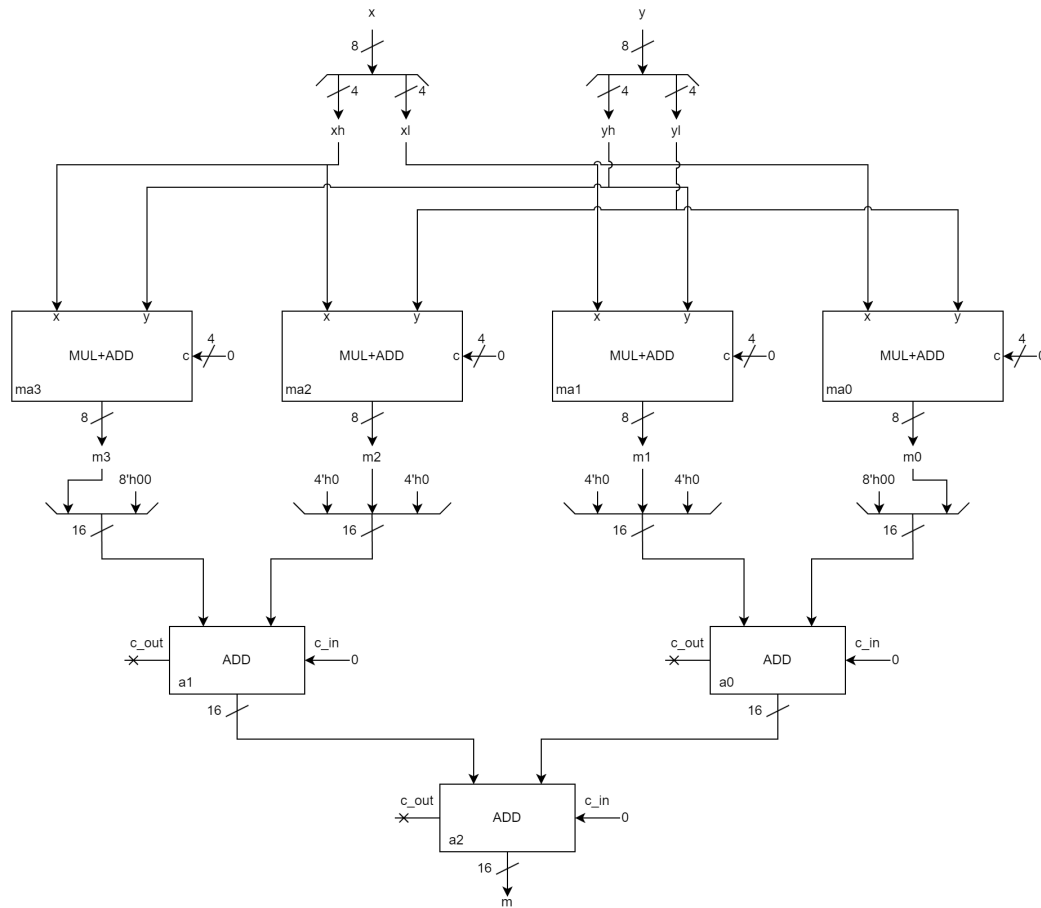 x y
8 8
4 4 4 4
xh xl yh yl
x y x y x y x y
4 4 4 4
MUL+ADD c 0 MUL+ADD c 0 MUL+ADD c 0 MUL+ADD c 0
ma3 ma2 ma1 ma0
8 8 8 8
m3 m2 m1 m0
8'h00 4'h0 4'h0 4'h0 4'h0 8'h00
16 16 16 16
c_out c_in c_out c_in
ADD 0 ADD 0
a1 a0
16 16
c_out c_in
ADD 0
a2
16
m